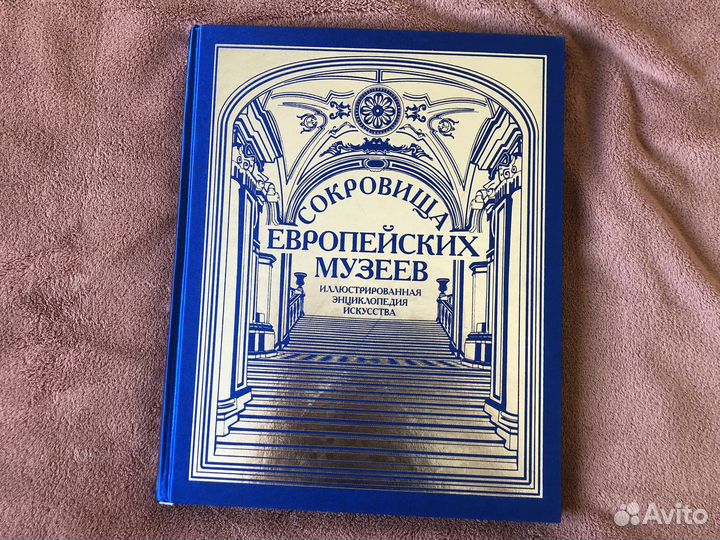 СОКРОВИЩА
ЕВРОПЕЙСКИХ
МУЗЕЕВ
ИЛЛЮСТРИРОВАННАЯ
ЭНЦИКЛОПЕДИЯ
ИСКУССТВА
Avito